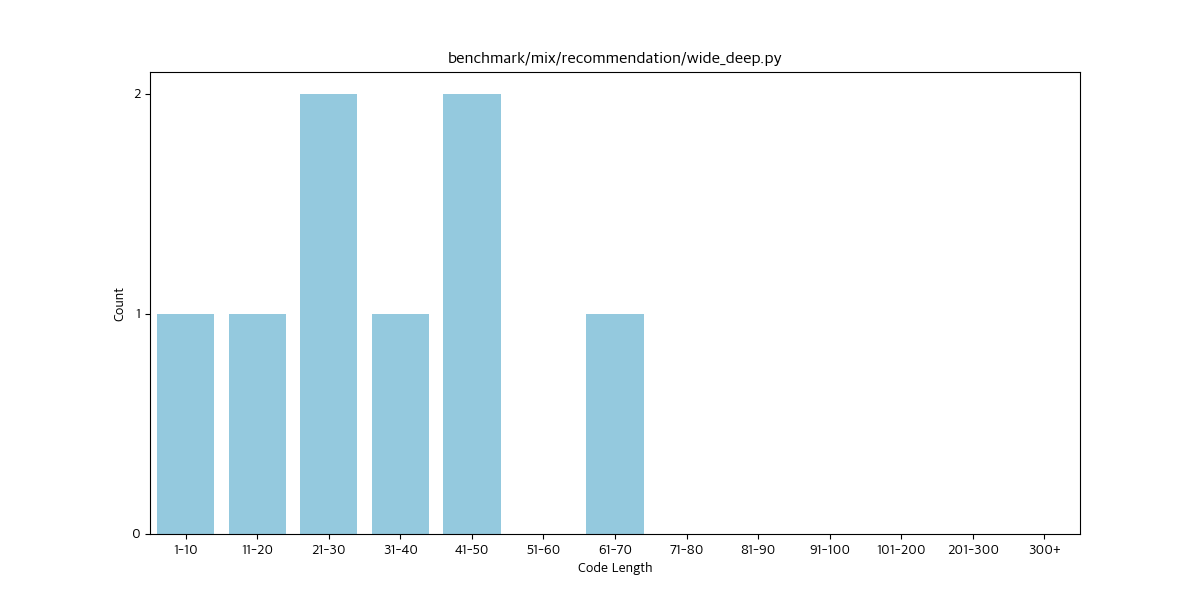 benchmark/mix/recommendation/wide_deep.py
Count
2
1
0
1-10 11-20 21-30 31-40 41-50 51-60 61-70 71-80 81-90 91-100 101-200 201-300 300+
Code Length